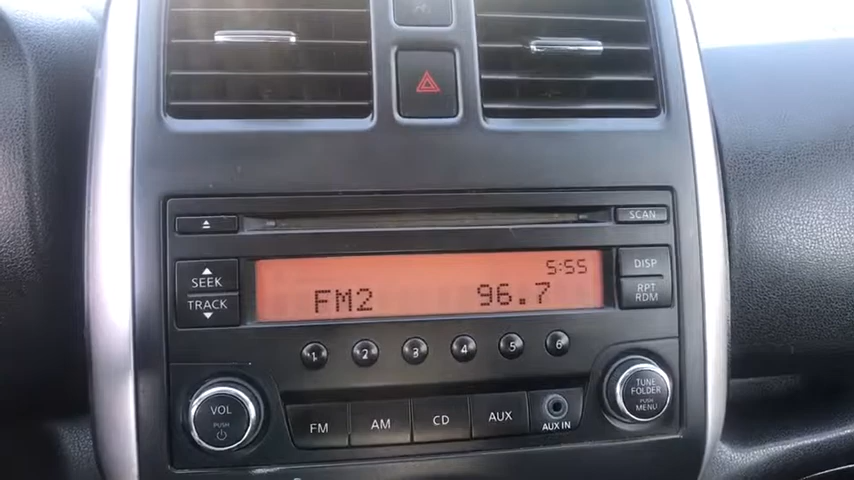 SCAN
5:55
DISP
SEEK
TRACK
FM2 96.7
RPT
RDM
1 2 3 4 5 6
VOL
PUSH
TUNE
FOLDER
PUSH
MENU
FM AM CD AUX
AUX IN